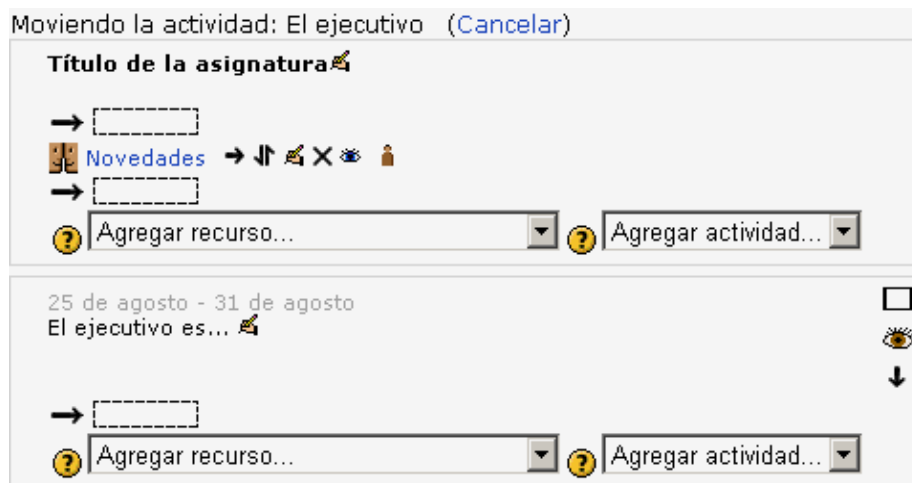 Moviendo la actividad: El ejecutivo (Cancelar)
Título de la asignatura
Novedades
Agregar recurso... Agregar actividad...
25 de agosto - 31 de agosto
El ejecutivo es...
Agregar recurso... Agregar actividad...